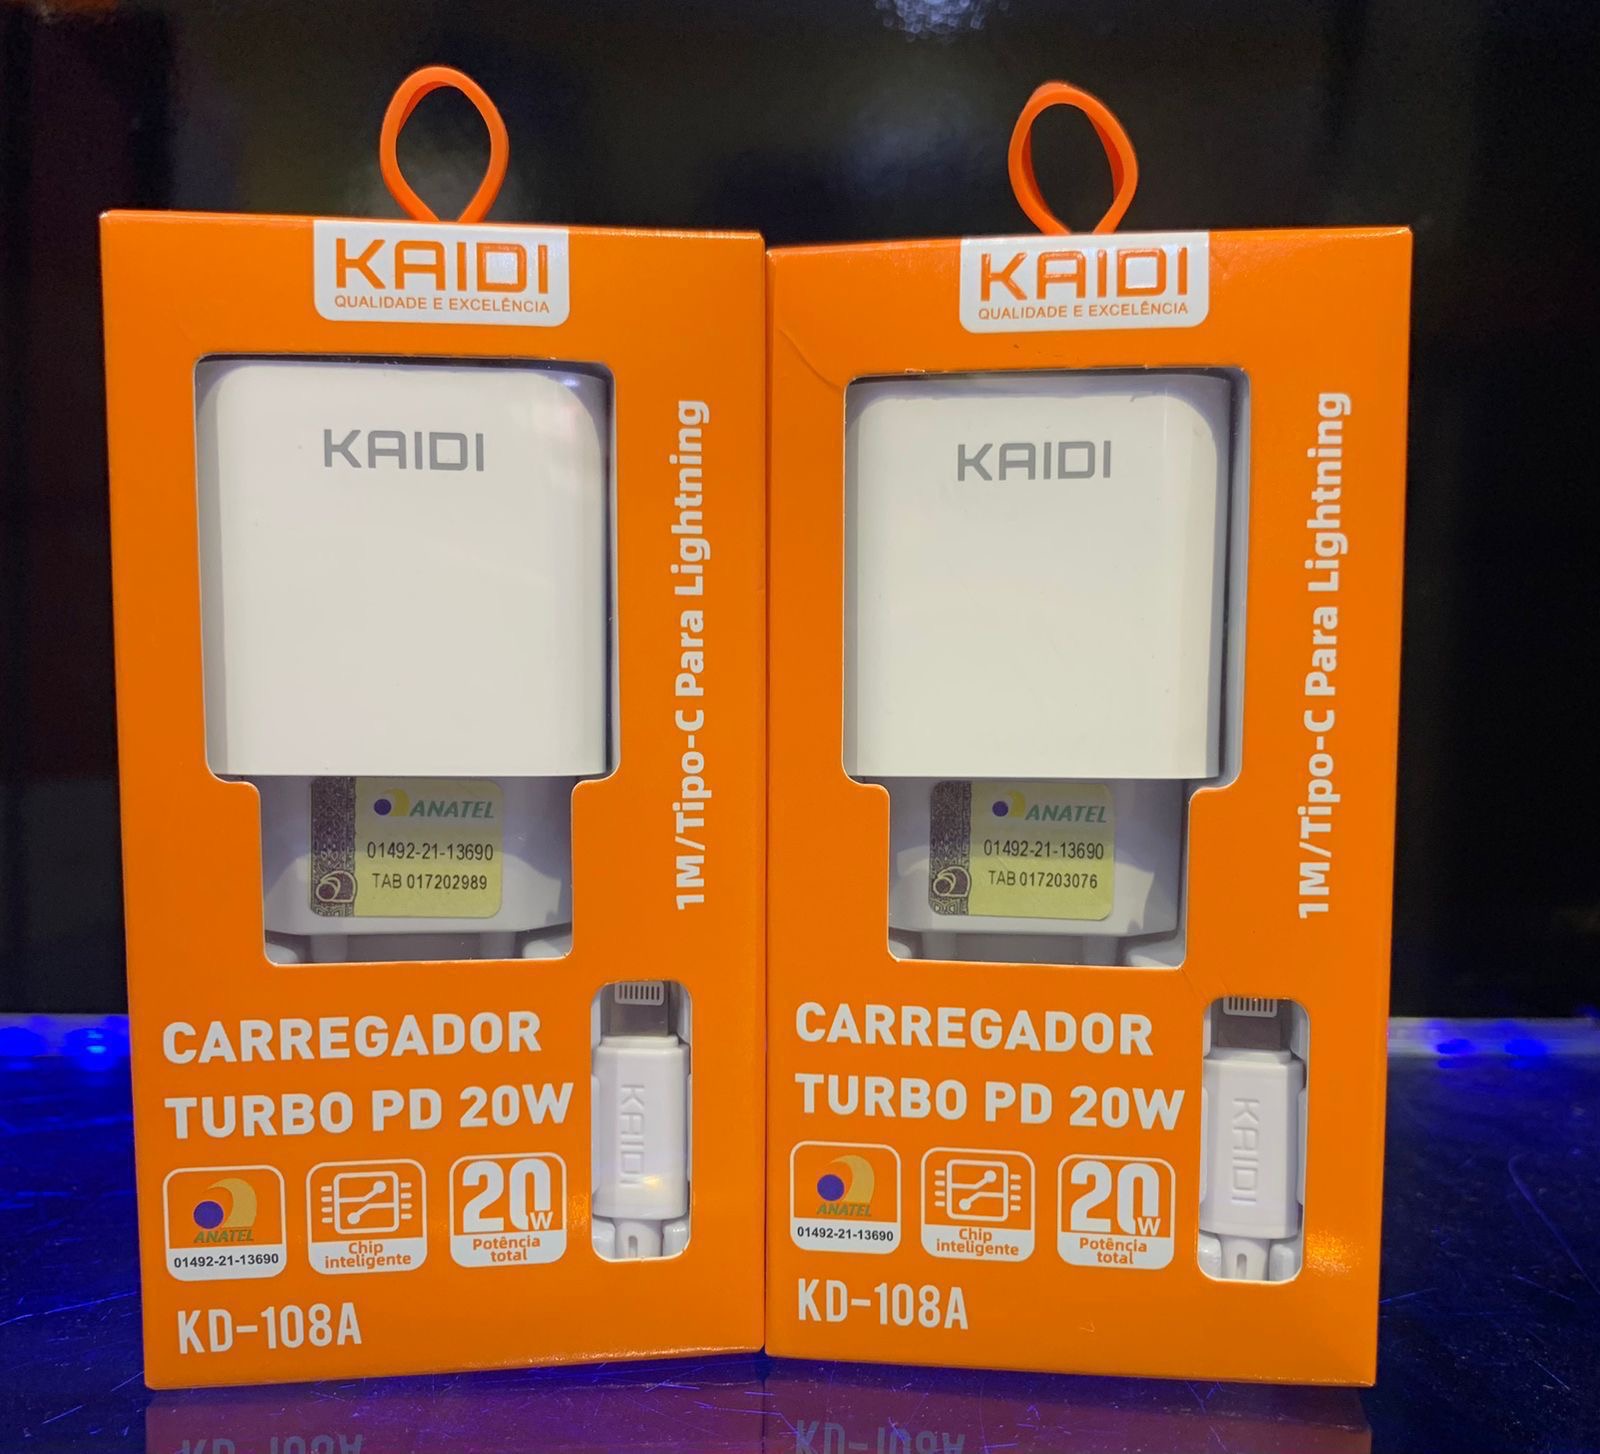 KAIDI
QUALIDADE E EXCELÊNCIA
KAIDI
1M/Tipo-C Para Lightning
ANATEL
01492-21-13690
TAB 017202989
CARREGADOR
TURBO PD 20W
KAIDI
ANATEL
01492-21-13690
Chip
inteligente
20W
Potência
total
KD-108A
KAIDI
QUALIDADE E EXCELÊNCIA
KAIDI
1M/Tipo-C Para Lightning
ANATEL
01492-21-13690
TAB 017203076
CARREGADOR
TURBO PD 20W
KAIDI
ANATEL
01492-21-13690
Chip
inteligente
20W
Potência
total
KD-108A